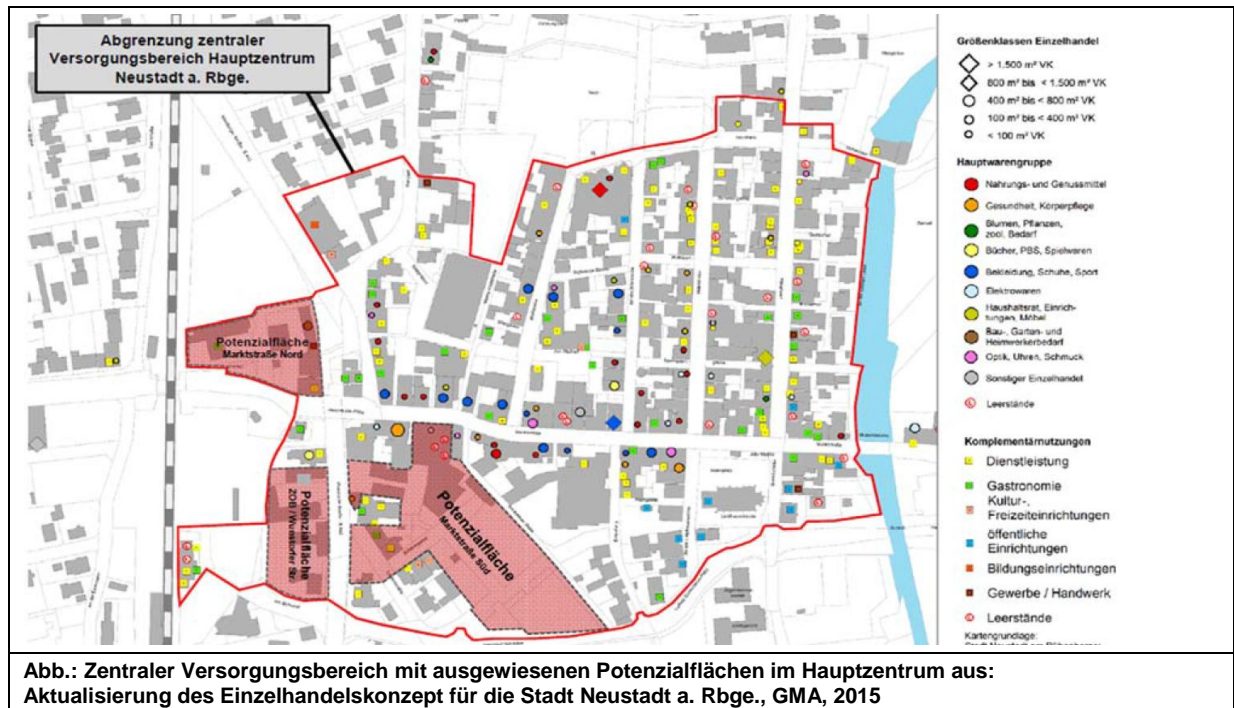 Abgrenzung zentraler
Versorgungsbereich Hauptzentrum
Neustadt a. Rbge.
Potenzialfläche
Marktstraße Nord
Potenzialfläche
ZOB / Wunstorfer Str.
Potenzialfläche
Marktstraße Süd
Größenklassen Einzelhandel
> 1.500 m² VK
800 m² bis < 1.500 m² VK
400 m² bis < 800 m² VK
100 m² bis < 400 m² VK
< 100 m² VK
Hauptwarengruppe
Nahrungs- und Genussmittel
Gesundheit, Körperpflege
Blumen, Pflanzen,
zool. Bedarf
Bücher, PBS, Spielwaren
Bekleidung, Schuhe, Sport
Elektrowaren
Haushaltsrat, Einrich-
tungen, Möbel
Bau-, Garten- und
Heimwerkerbedarf
Optik, Uhren, Schmuck
Sonstiger Einzelhandel
Leerstände
Komplementärnutzungen
Dienstleistung
Gastronomie
Kultur-,
Freizeiteinrichtungen
öffentliche
Einrichtungen
Bildungseinrichtungen
Gewerbe / Handwerk
Leerstände
Kartengrundlage:
Abb.: Zentraler Versorgungsbereich mit ausgewiesenen Potenzialflächen im Hauptzentrum aus:
Aktualisierung des Einzelhandelskonzept für die Stadt Neustadt a. Rbge., GMA, 2015